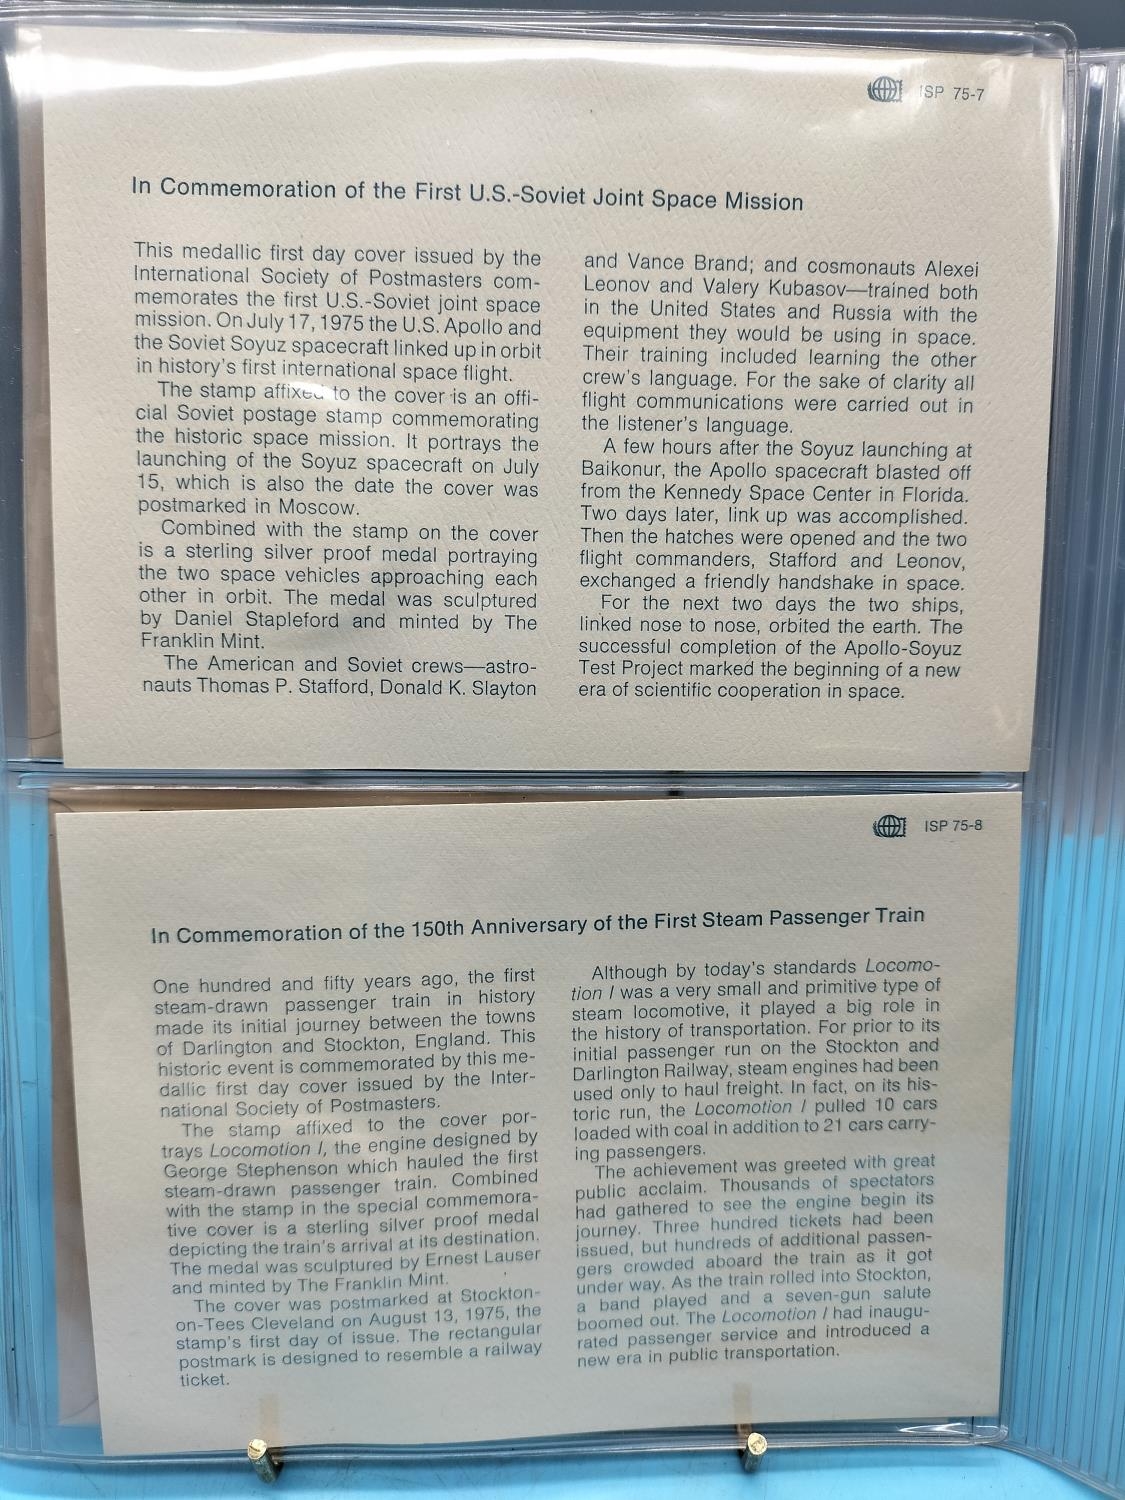 ISP 75-7
In Commemoration of the First U.S.-Soviet Joint Space Mission
This medallic first day cover issued by the
International Society of Postmasters com-
memorates the first U.S.-Soviet joint space
mission. On July 17, 1975 the U.S. Apollo and
the Soviet Soyuz spacecraft linked up in orbit
in history's first international space flight.
The stamp affixed to the cover is an offi-
cial Soviet postage stamp commemorating
the historic space mission. It portrays the
launching of the Soyuz spacecraft on July
15, which is also the date the cover was
postmarked in Moscow.
Combined with the stamp on the cover
is a sterling silver proof medal portraying
the two space vehicles approaching each
other in orbit. The medal was sculptured
by Daniel Stapleford and minted by The
Franklin Mint.
The American and Soviet crews—astro-
nauts Thomas P. Stafford, Donald K. Slayton
and Vance Brand; and cosmonauts Alexei
Leonov and Valery Kubasov—trained both
in the United States and Russia with the
equipment they would be using in space.
Their training included learning the other
crew's language. For the sake of clarity all
flight communications were carried out in
the listener's language.
A few hours after the Soyuz launching at
Baikonur, the Apollo spacecraft blasted off
from the Kennedy Space Center in Florida.
Two days later, link up was accomplished.
Then the hatches were opened and the two
flight commanders, Stafford and Leonov,
exchanged a friendly handshake in space.
For the next two days the two ships,
linked nose to nose, orbited the earth. The
successful completion of the Apollo-Soyuz
Test Project marked the beginning of a new
era of scientific cooperation in space.
ISP 75-8
In Commemoration of the 150th Anniversary of the First Steam Passenger Train
One hundred and fifty years ago, the first
steam-drawn passenger train in history
made its initial journey between the towns
of Darlington and Stockton, England. This
historic event is commemorated by this me-
dallic first day cover issued by the Inter-
national Society of Postmasters.
The stamp affixed to the cover por-
trays Locomotion I, the engine designed by
George Stephenson which hauled the first
steam-drawn passenger train. Combined
with the stamp in the special commemora-
tive cover is a sterling silver proof medal
depicting the train's arrival at its destination.
The medal was sculptured by Ernest Lauser
and minted by The Franklin Mint.
The cover was postmarked at Stockton-
on-Tees Cleveland on August 13, 1975, the
stamp's first day of issue. The rectangular
postmark is designed to resemble a railway
ticket.
Although by today's standards Locomo-
tion I was a very small and primitive type of
steam locomotive, it played a big role in
the history of transportation. For prior to its
initial passenger run on the Stockton and
Darlington Railway, steam engines had been
used only to haul freight. In fact, on its his-
toric run, the Locomotion I pulled 10 cars
loaded with coal in addition to 21 cars carry-
ing passengers.
The achievement was greeted with great
public acclaim. Thousands of spectators
had gathered to see the engine begin its
journey. Three hundred tickets had been
issued, but hundreds of additional passen-
gers crowded aboard the train as it got
under way. As the train rolled into Stockton,
a band played and a seven-gun salute
boomed out. The Locomotion I had inaugu-
rated passenger service and introduced a
new era in public transportation.